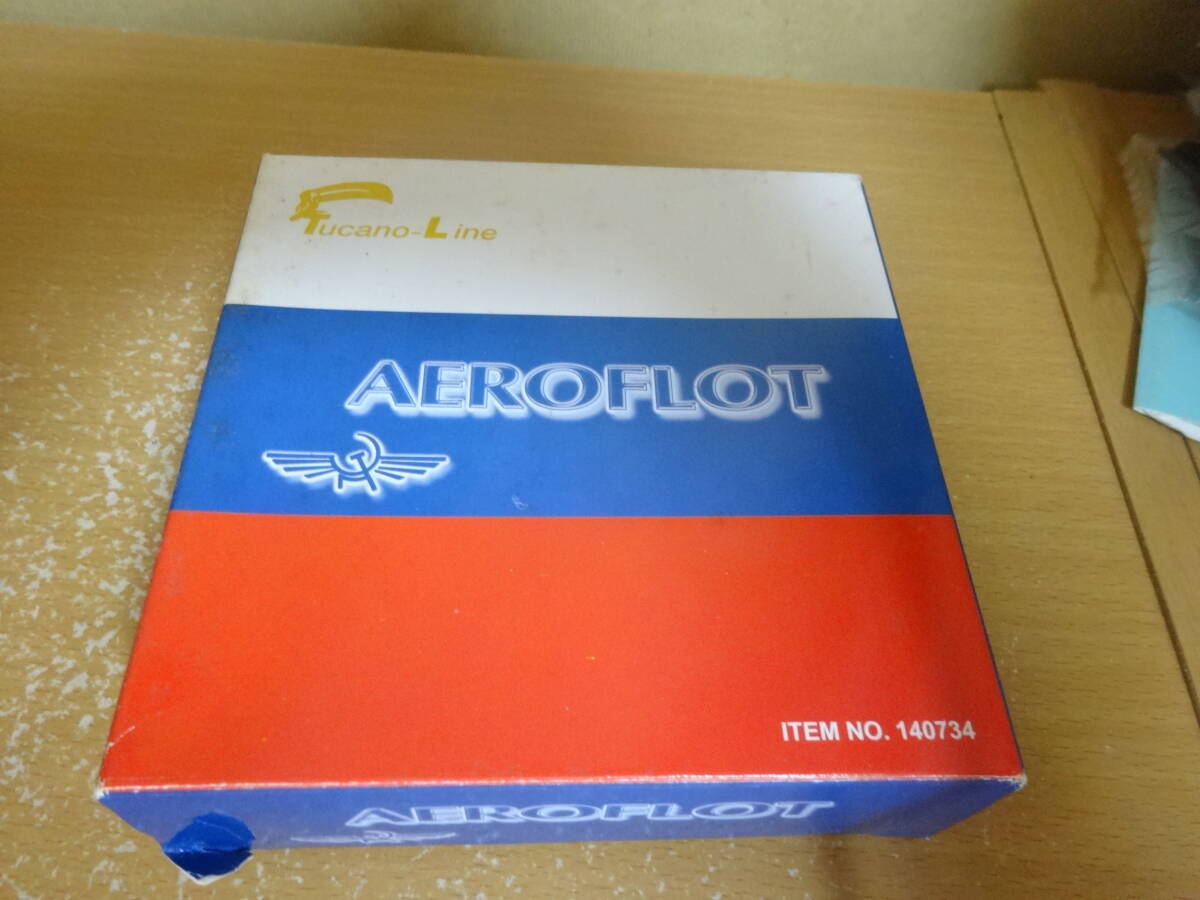 Tucano-Line
AEROFLOT
ITEM NO. 140734
AEROFLOT